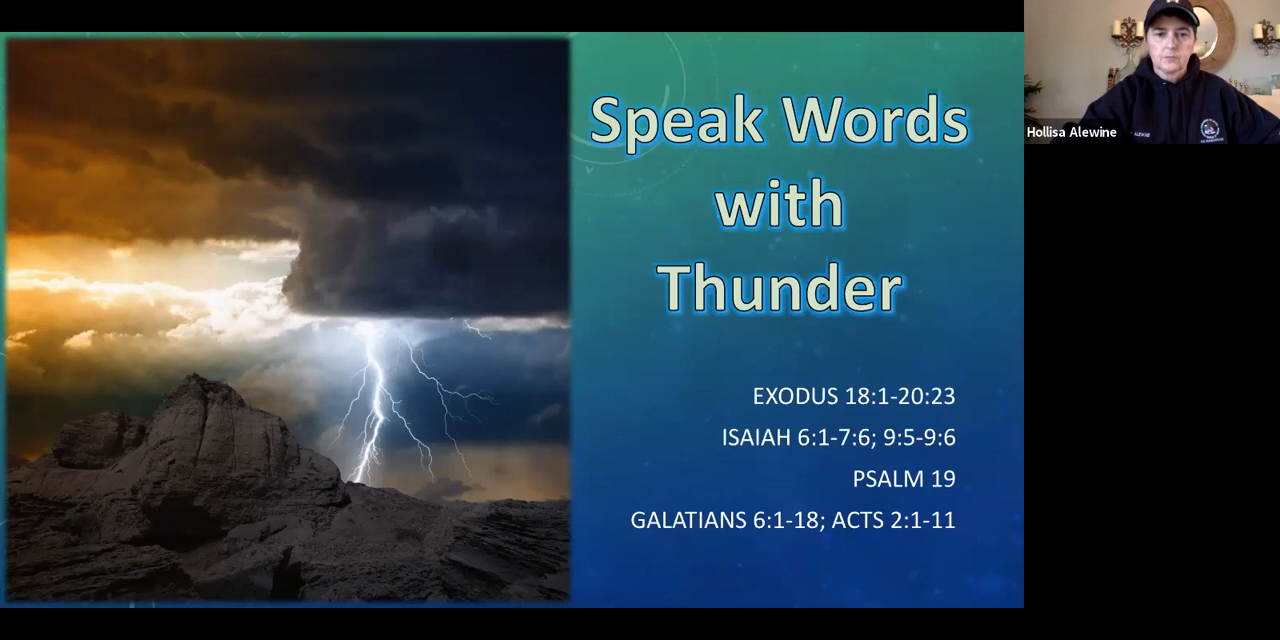 Speak Words
with
Thunder
EXODUS 18:1-20:23
ISAIAH 6:1-7:6; 9:5-9:6
PSALM 19
GALATIANS 6:1-18; ACTS 2:1-11
Hollisa Alewine
ALEWINE